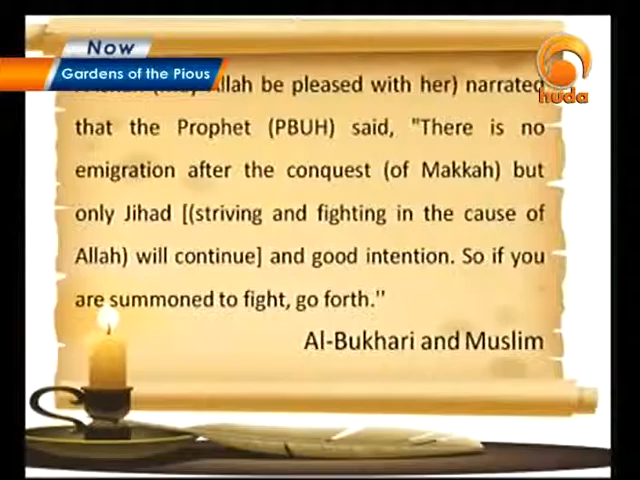 Now
Gardens of the Pious
huda
Allah be pleased with her) narrated
that the Prophet (PBUH) said, "There is no
emigration after the conquest (of Makkah) but
only Jihad [(striving and fighting in the cause of
Allah) will continue] and good intention. So if you
are summoned to fight, go forth."
Al-Bukhari and Muslim